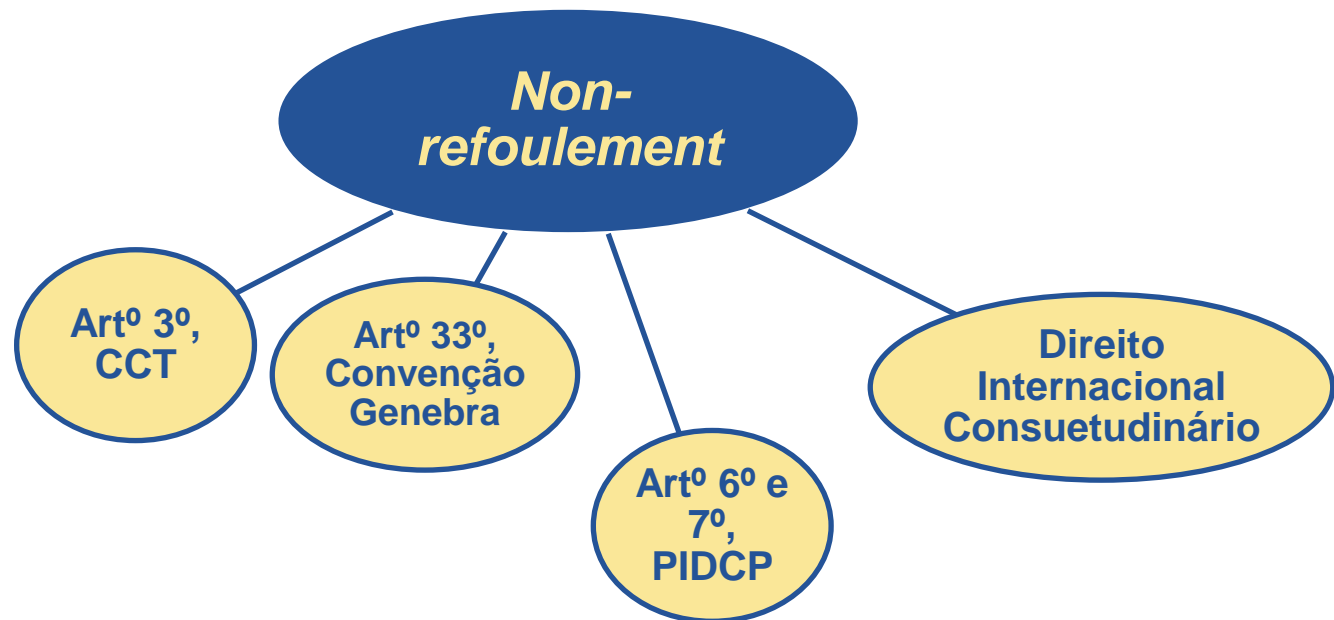 Non-
refoulement
Artº 3º,
CCT
Artº 33º,
Convenção
Genebra
Artº 6º e
7º,
PIDCP
Direito
Internacional
Consuetudinário